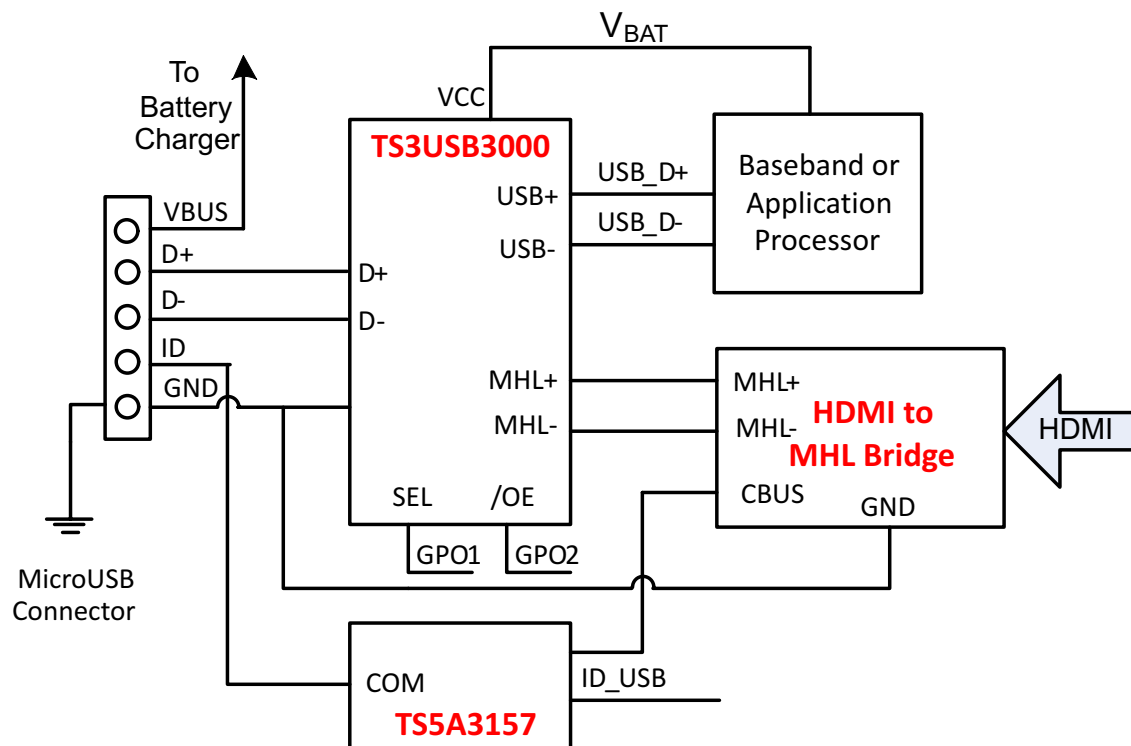 VBAT
To
Battery
Charger
VCC
TS3USB3000
USB+
USB-
USB_D+
USB_D-
Baseband or
Application
Processor
VBUS
D+
D-
ID
GND
D+
D-
MHL+
MHL-
MHL+
MHL-
HDMI to
MHL Bridge
HDMI
CBUS
GND
SEL
/OE
GPO1
GPO2
MicroUSB
Connector
COM
TS5A3157
ID_USB